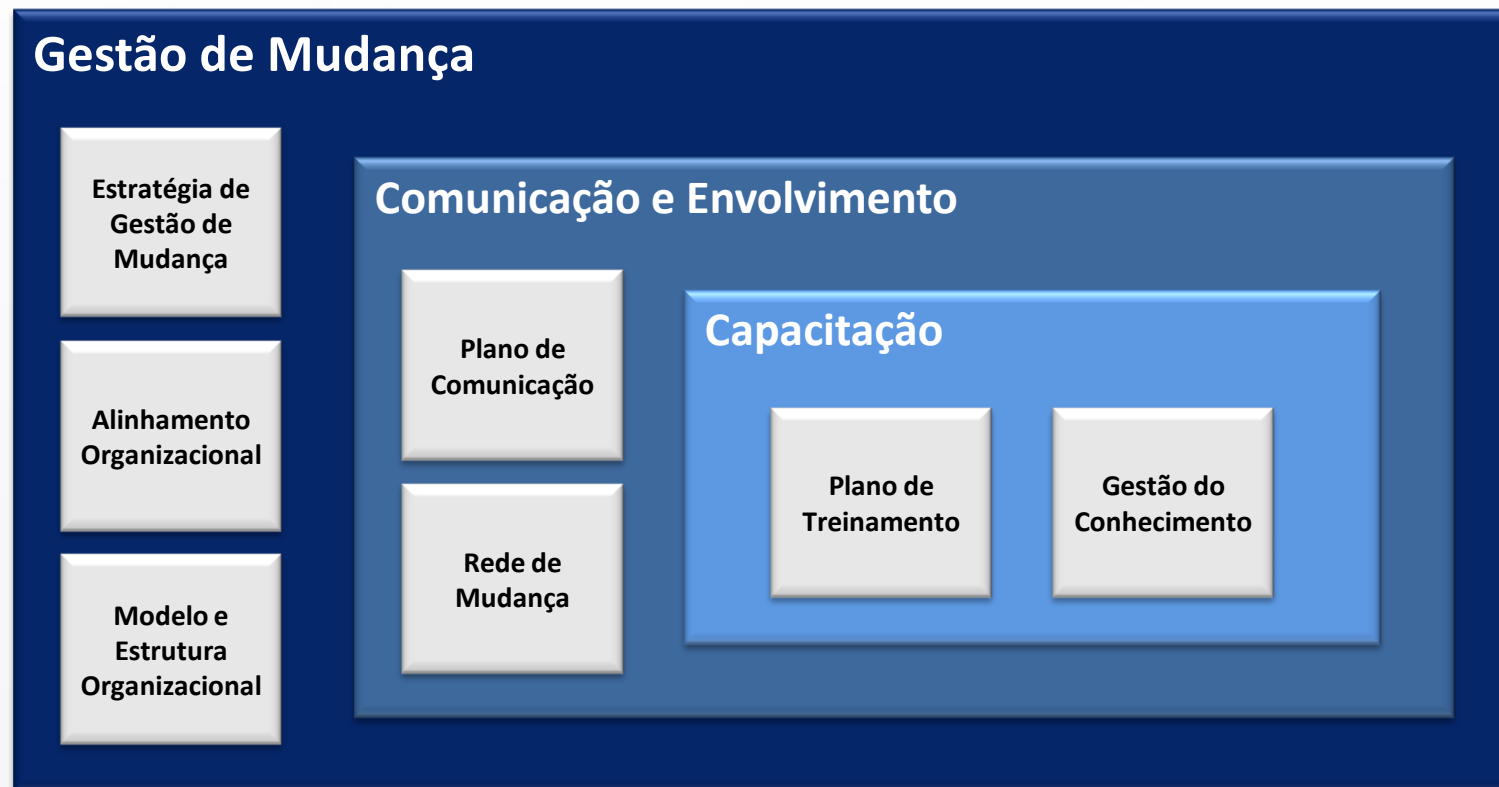 Gestão de Mudança
Estratégia de
Gestão de
Mudança
Alinhamento
Organizacional
Modelo e
Estrutura
Organizacional
Comunicação e Envolvimento
Plano de
Comunicação
Rede de
Mudança
Capacitação
Plano de
Treinamento
Gestão do
Conhecimento